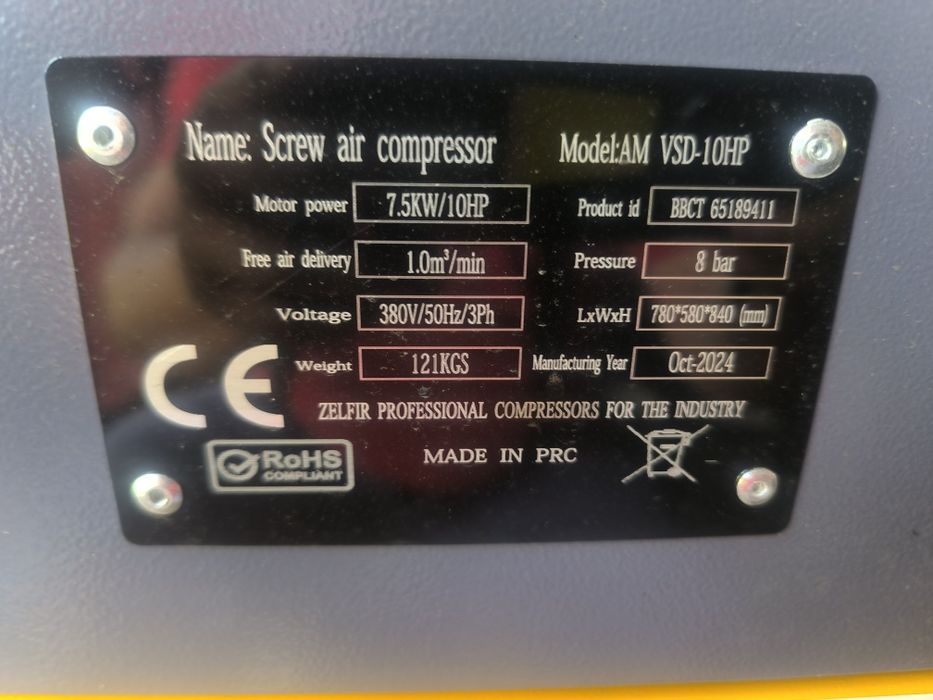 Name: Screw air compressor Model:AM VSD-10HP
Motor power 7.5KW/10HP Product id BBCT 65189411
Free air delivery 1.0m³/min Pressure 8 bar
Voltage 380V/50Hz/3Ph LxWxH 780*580*840 (mm)
CE Weight 121KGS Manufacturing Year Oct-2024
ZELFIR PROFESSIONAL COMPRESSORS FOR THE INDUSTRY
RoHS
COMPLIANT
MADE IN PRC